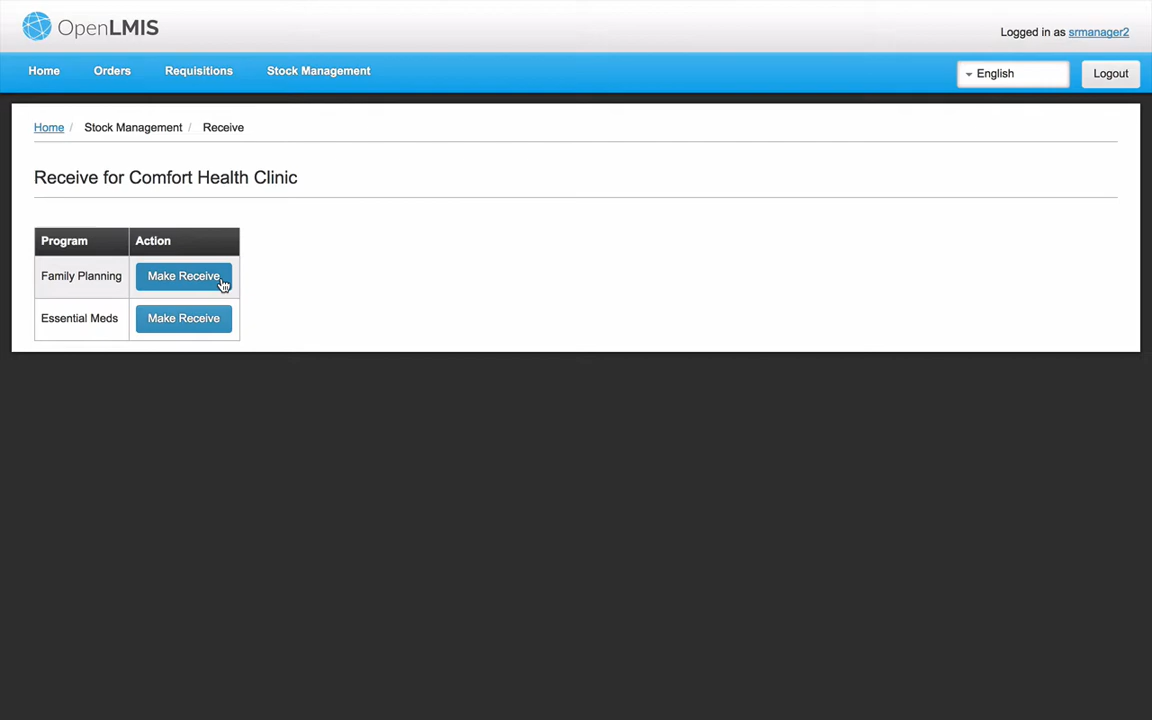 OpenLMIS
Logged in as srmanager2
Home Orders Requisitions Stock Management English Logout
Home / Stock Management / Receive
Receive for Comfort Health Clinic
Program Action
Family Planning Make Receive
Essential Meds Make Receive